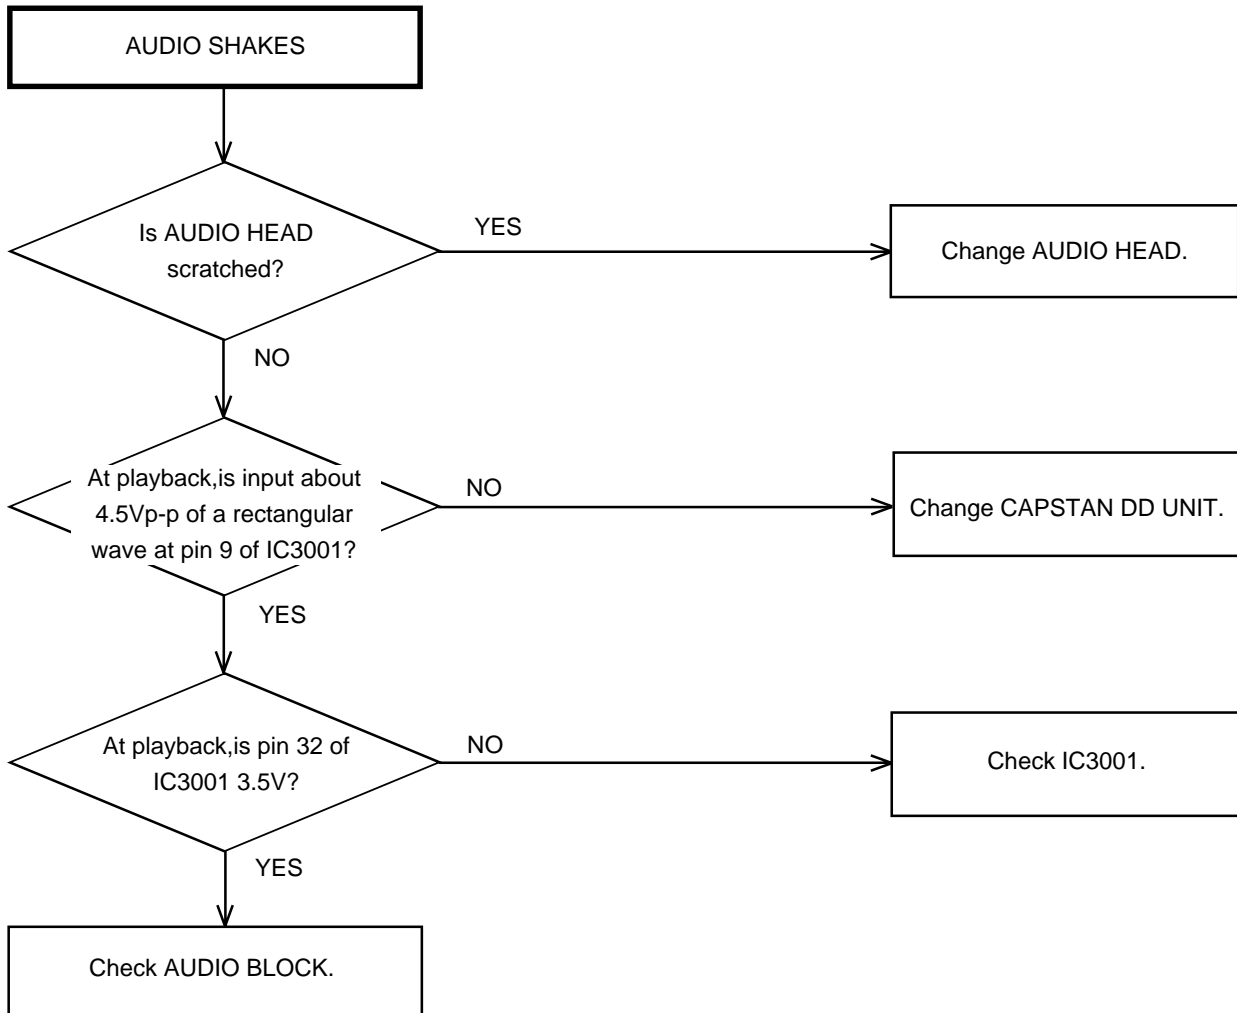 AUDIO SHAKES
Is AUDIO HEAD
scratched?
YES
Change AUDIO HEAD.
NO
At playback,is input about
4.5Vp-p of a rectangular
wave at pin 9 of IC3001?
NO
Change CAPSTAN DD UNIT.
YES
At playback,is pin 32 of
IC3001 3.5V?
NO
Check IC3001.
YES
Check AUDIO BLOCK.